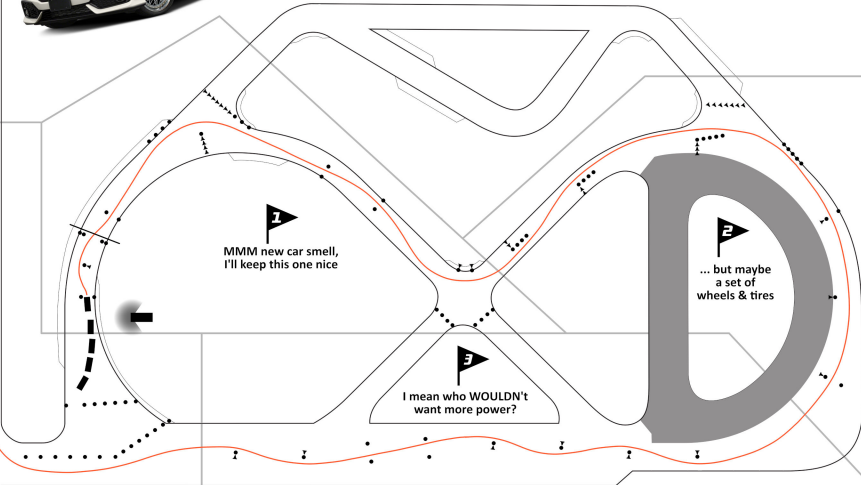 1
MMM new car smell,
I'll keep this one nice
2
... but maybe
a set of
wheels & tires
3
I mean who WOULDN't
want more power?